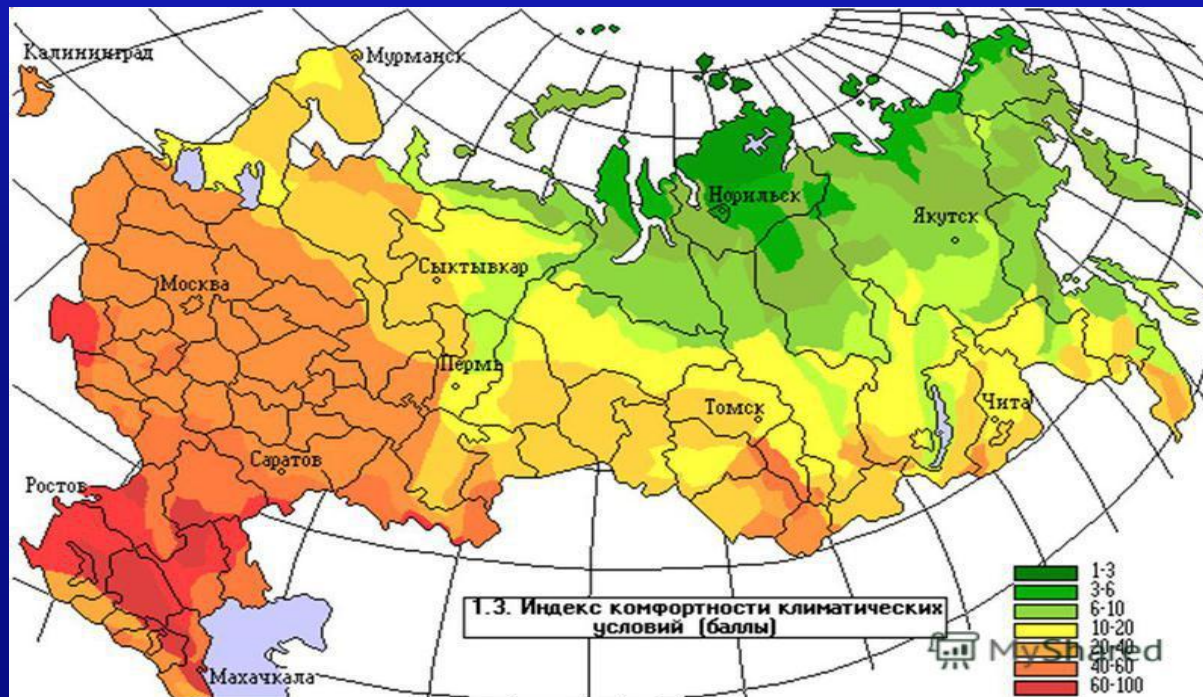 Калининград
Мурманск
Норильск
Якутск
Сыктывкар
Москва
Пермь
Томск
Чита
Саратов
Ростов
Махачкала
1.3. Индекс комфортности климатических
условий (баллы)
1-3
3-6
6-10
10-20
20-40
40-60
60-100
MyShared